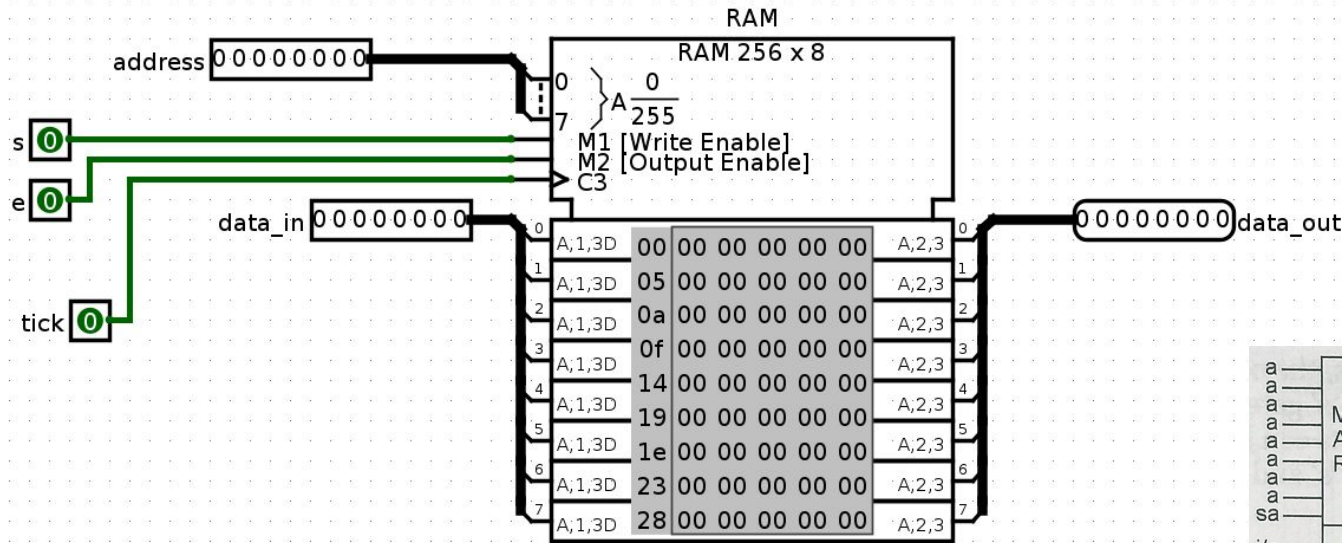 RAM
RAM 256 x 8
address 00000000
0
7
A 0
255
s 0
M1 [Write Enable]
M2 [Output Enable]
C3
e 0
data_in 00000000
00000000 data_out
tick 0
0 A;1,3D 00 00 00 00 00 00 A;2,3 0
1 A;1,3D 05 00 00 00 00 00 A;2,3 1
2 A;1,3D 0a 00 00 00 00 00 A;2,3 2
3 A;1,3D 0f 00 00 00 00 00 A;2,3 3
4 A;1,3D 14 00 00 00 00 00 A;2,3 4
5 A;1,3D 19 00 00 00 00 00 A;2,3 5
6 A;1,3D 1e 00 00 00 00 00 A;2,3 6
7 A;1,3D 23 00 00 00 00 00 A;2,3 7
28 00 00 00 00 00
a
a
a
a
a
a
a
a
sa
M
A